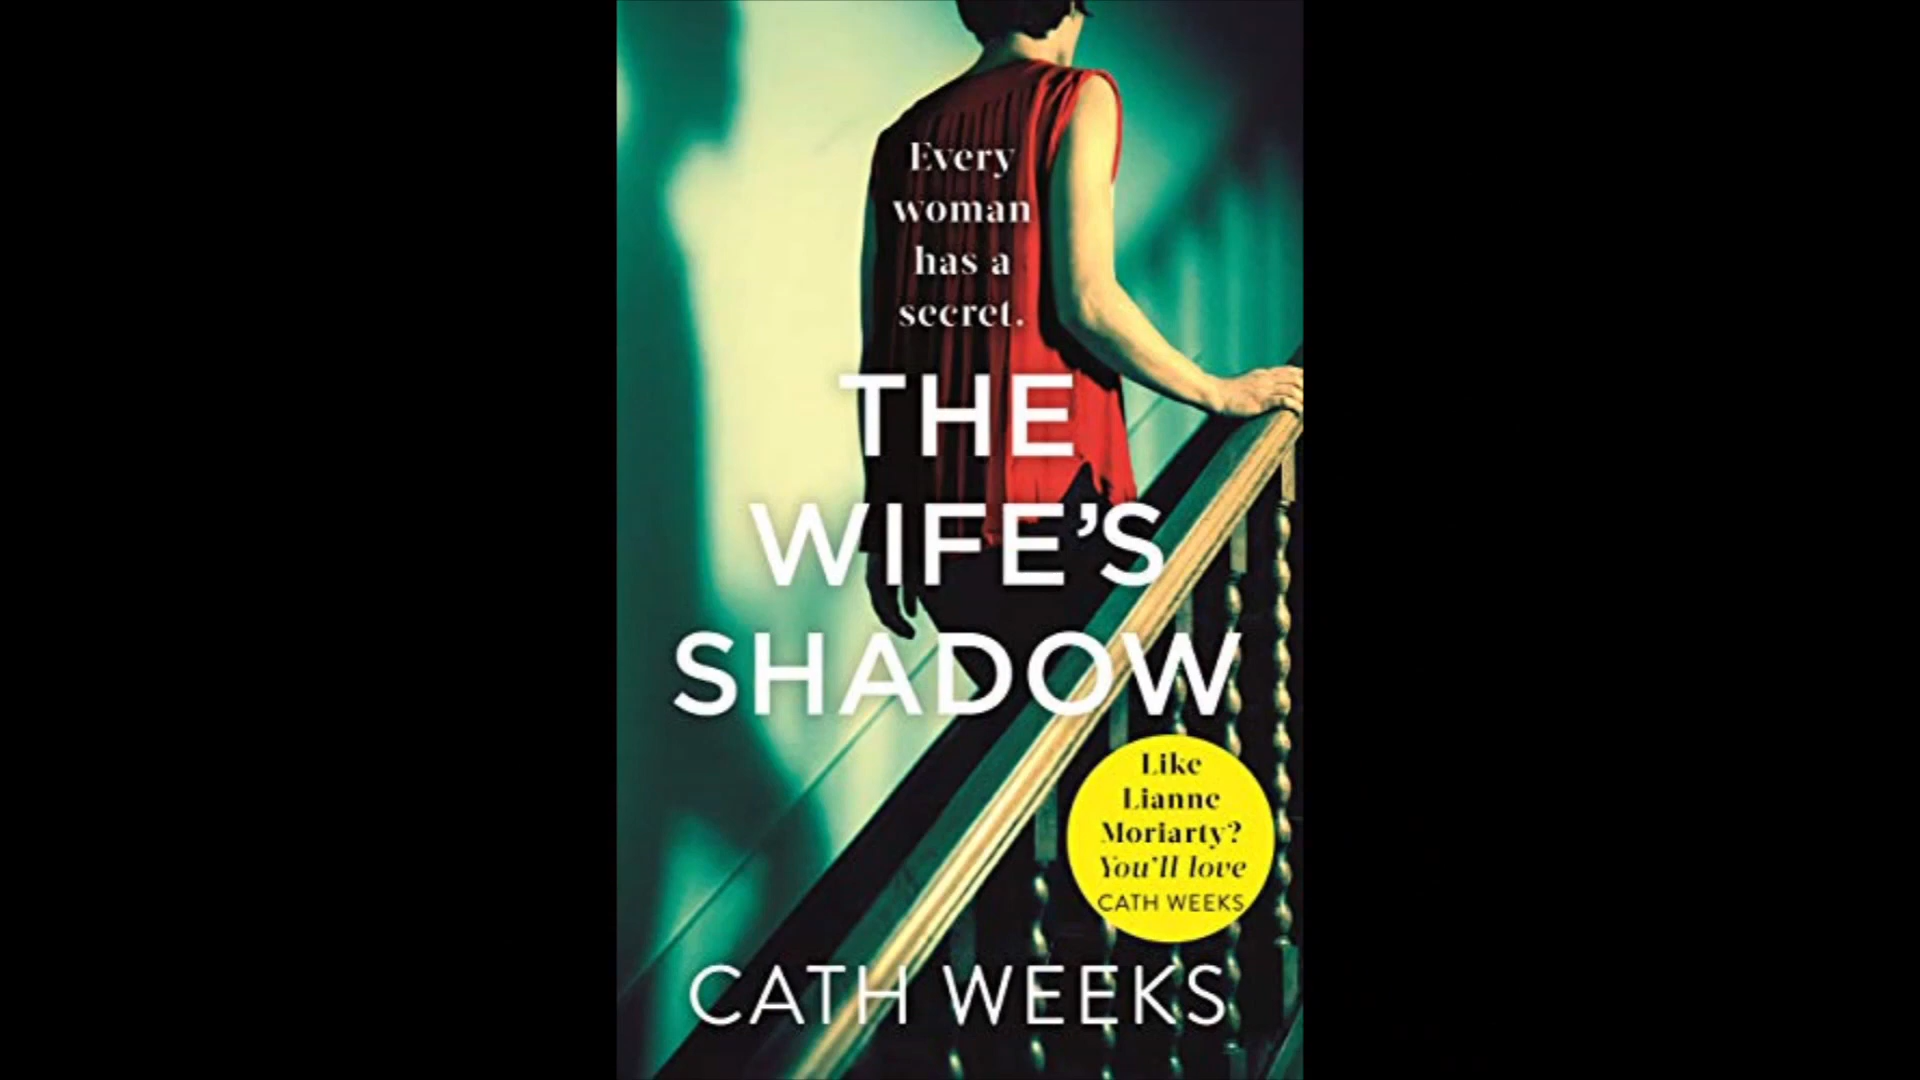 Every
woman
has a
secret.
THE
WIFE'S
SHADOW
Like
Lianne
Moriarty?
You'll love
CATH WEEKS
CATH WEEKS